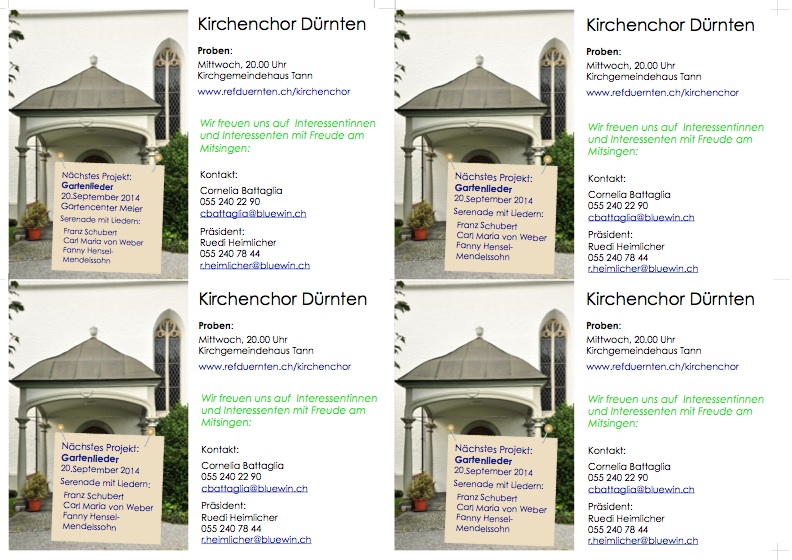 Kirchenchor Dürnten
Proben:
Mittwoch, 20.00 Uhr
Kirchgemeindehaus Tann
www.refduernten.ch/kirchenchor
Wir freuen uns auf Interessentinnen
und Interessenten mit Freude am
Mitsingen:
Kontakt:
Cornelia Battaglia
055 240 22 90
cbattaglia@bluewin.ch
Präsident:
Ruedi Heimlicher
055 240 78 44
r.heimlicher@bluewin.ch
Nächstes Projekt:
Gartenlieder
20.September 2014
Gartencenter Meier
Serenade mit Liedern:
Franz Schubert
Carl Maria von Weber
Fanny Hensel-
Mendelssohn
Kirchenchor Dürnten
Proben:
Mittwoch, 20.00 Uhr
Kirchgemeindehaus Tann
www.refduernten.ch/kirchenchor
Wir freuen uns auf Interessentinnen
und Interessenten mit Freude am
Mitsingen:
Kontakt:
Cornelia Battaglia
055 240 22 90
cbattaglia@bluewin.ch
Präsident:
Ruedi Heimlicher
055 240 78 44
r.heimlicher@bluewin.ch
Nächstes Projekt:
Gartenlieder
20.September 2014
Serenade mit Liedern:
Franz Schubert
Carl Maria von Weber
Fanny Hensel-
Mendelssohn
Kirchenchor Dürnten
Proben:
Mittwoch, 20.00 Uhr
Kirchgemeindehaus Tann
www.refduernten.ch/kirchenchor
Wir freuen uns auf Interessentinnen
und Interessenten mit Freude am
Mitsingen:
Kontakt:
Cornelia Battaglia
055 240 22 90
cbattaglia@bluewin.ch
Präsident:
Ruedi Heimlicher
055 240 78 44
r.heimlicher@bluewin.ch
Nächstes Projekt:
Gartenlieder
20.September 2014
Serenade mit Liedern:
Franz Schubert
Carl Maria von Weber
Fanny Hensel-
Mendelssohn
Kirchenchor Dürnten
Proben:
Mittwoch, 20.00 Uhr
Kirchgemeindehaus Tann
www.refduernten.ch/kirchenchor
Wir freuen uns auf Interessentinnen
und Interessenten mit Freude am
Mitsingen:
Kontakt:
Cornelia Battaglia
055 240 22 90
cbattaglia@bluewin.ch
Präsident:
Ruedi Heimlicher
055 240 78 44
r.heimlicher@bluewin.ch
Nächstes Projekt:
Gartenlieder
20.September 2014
Serenade mit Liedern:
Franz Schubert
Carl Maria von Weber
Fanny Hensel-
Mendelssohn